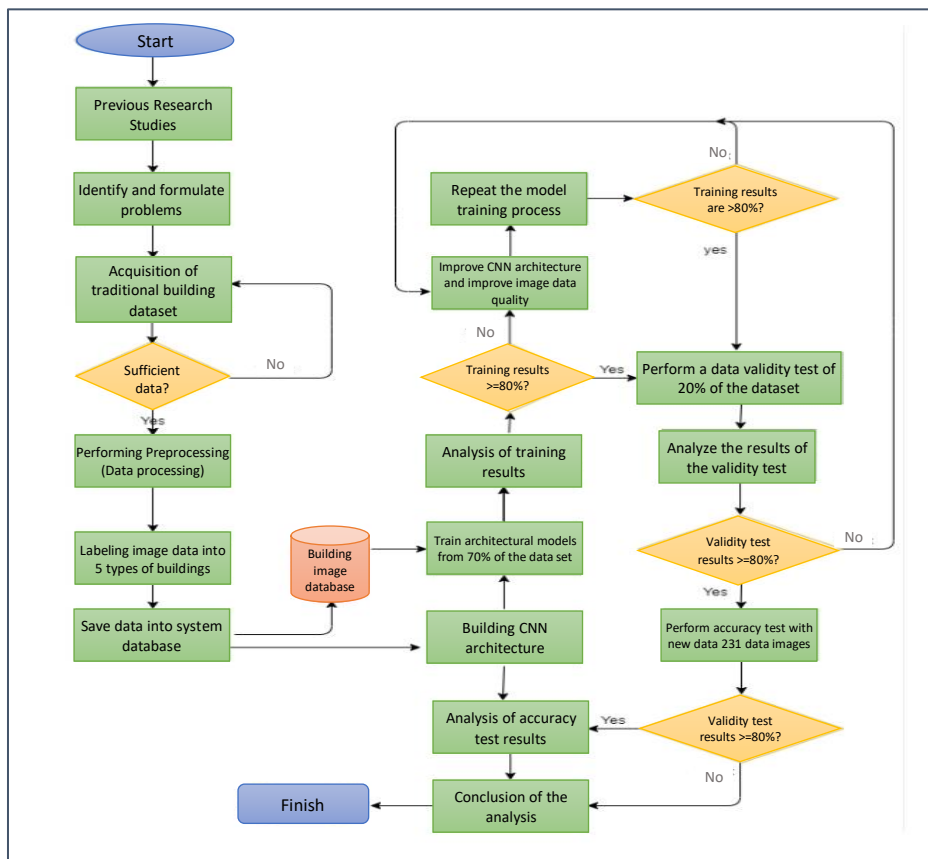 Start
Previous Research
Studies
Identify and formulate
problems
Acquisition of
traditional building
dataset
Sufficient
data?
No
Yes
Performing Preprocessing
(Data processing)
Labeling image data into
5 types of buildings
Save data into system
database
Building
image
database
Building CNN
architecture
Train architectural models
from 70% of the data set
Analysis of training
results
Training results
>=80%?
No
Yes
Improve CNN architecture
and improve image data
quality
Repeat the model
training process
Training results
are >80%?
No :
yes
Perform a data validity test of
20% of the dataset
Analyze the results of
the validity test
Validity test
results >=80%?
No :
Yes
Perform accuracy test with
new data 231 data images
Validity test
results >=80%?
Yes
No :
Analysis of accuracy
test results
Conclusion of the
analysis
Finish